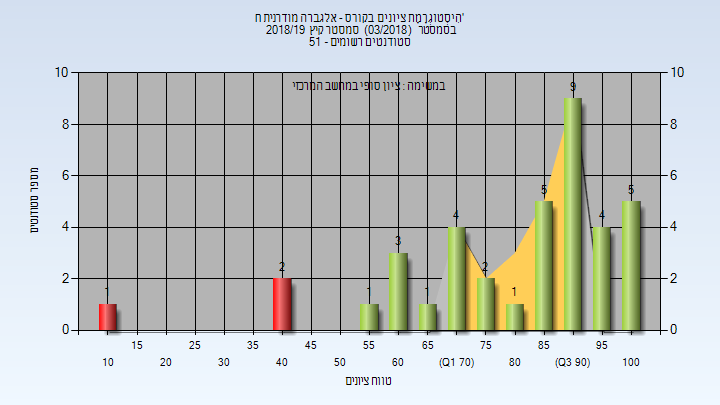 היסטוגרמת ציונים בקורס - אלגברה מודרנית ח'
בסמסטר (03/2018) סמסטר קיץ 2018/19
סטודנטים רשומים - 51
במשימה : ציון סופי במחשב המרכזי
10 10
8 8
6 6
4 4
2 2
0 0
מספר סטודנטים
1 2 1 3 1 4 2 1 5 9 4 5
15 25 35 45 55 65 75 85 95
10 20 30 40 50 60 (Q1 70) 80 (Q3 90) 100
טווח ציונים